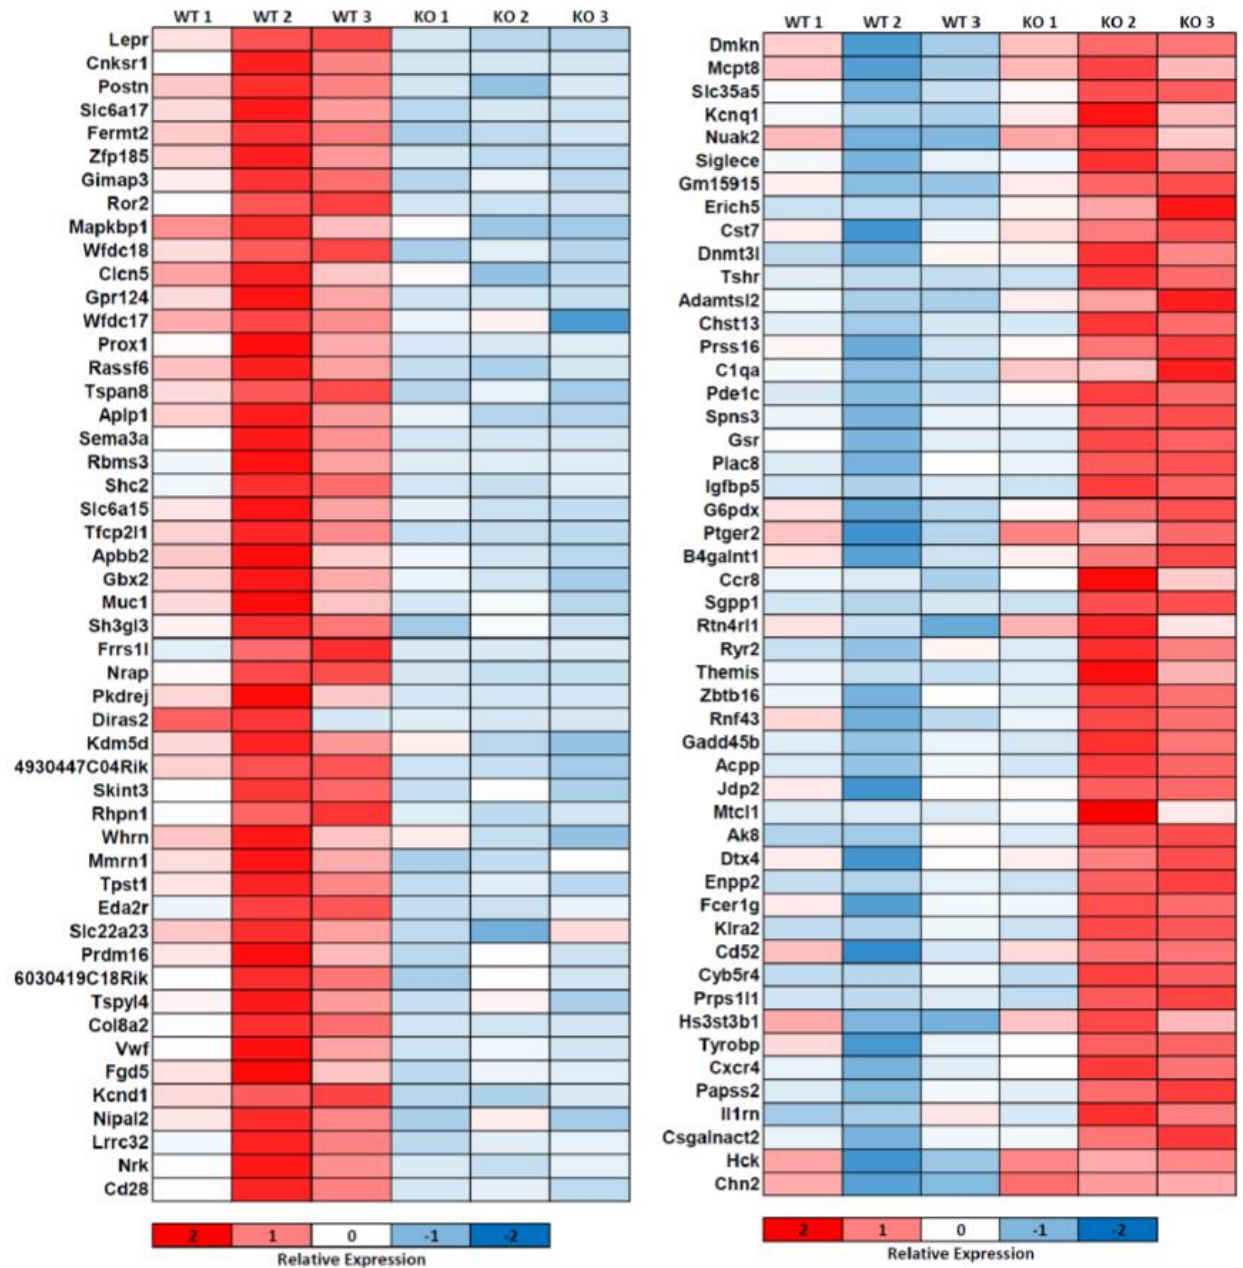 WT 1 WT 2 WT 3 KO 1 KO 2 KO 3
Lepr
Cnksr1
Postn
Slc6a17
Fermt2
Zfp185
Gimap3
Ror2
Mapkbp1
Wfdc18
Clcn5
Gpr124
Wfdc17
Prox1
Rassf6
Tspan8
Aplp1
Sema3a
Rbms3
Shc2
Slc6a15
Tfcp2l1
Apbb2
Gbx2
Muc1
Sh3gl3
Frrs1l
Nrap
Pkdrej
Diras2
Kdm5d
4930447C04Rik
Skint3
Rhpn1
Whrn
Mmrn1
Tpst1
Eda2r
Slc22a23
Prdm16
6030419C18Rik
Tspyl4
Col8a2
Vwf
Fgd5
Kcnd1
Nipal2
Lrrc32
Nrk
Cd28
2 1 0 -1 -2
Relative Expression
WT 1 WT 2 WT 3 KO 1 KO 2 KO 3
Dmkn
Mcpt8
Slc35a5
Kcnq1
Nuak2
Siglece
Gm15915
Erich5
Cst7
Dnmt3l
Tshr
Adamtsl2
Chst13
Prss16
C1qa
Pde1c
Spns3
Gsr
Plac8
Igfbp5
G6pdx
Ptger2
B4galnt1
Ccr8
Sgpp1
Rtn4rl1
Ryr2
Themis
Zbtb16
Rnf43
Gadd45b
Acpp
Jdp2
Mtcl1
Ak8
Dtx4
Enpp2
Fcer1g
Klra2
Cd52
Cyb5r4
Prps1l1
Hs3st3b1
Tyrobp
Cxcr4
Papss2
Il1rn
Csgalnact2
Hck
Chn2
2 1 0 -1 -2
Relative Expression